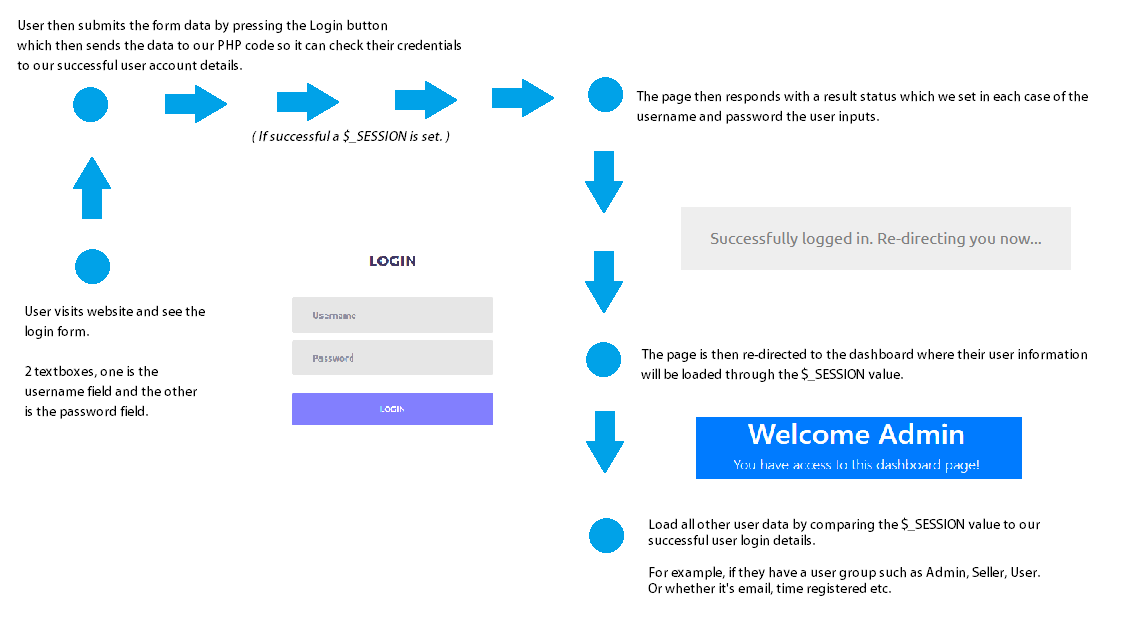 User then submits the form data by pressing the Login button
which then sends the data to our PHP code so it can check their credentials
to our successful user account details.
( If successful a $_SESSION is set. )
The page then responds with a result status which we set in each case of the
username and password the user inputs.
Successfully logged in. Re-directing you now...
LOGIN
Username
Password
LOGIN
User visits website and see the
login form.
2 textboxes, one is the
username field and the other
is the password field.
The page is then re-directed to the dashboard where their user information
will be loaded through the $_SESSION value.
Welcome Admin
You have access to this dashboard page!
Load all other user data by comparing the $_SESSION value to our
successful user login details.
For example, if they have a user group such as Admin, Seller, User.
Or whether it's email, time registered etc.